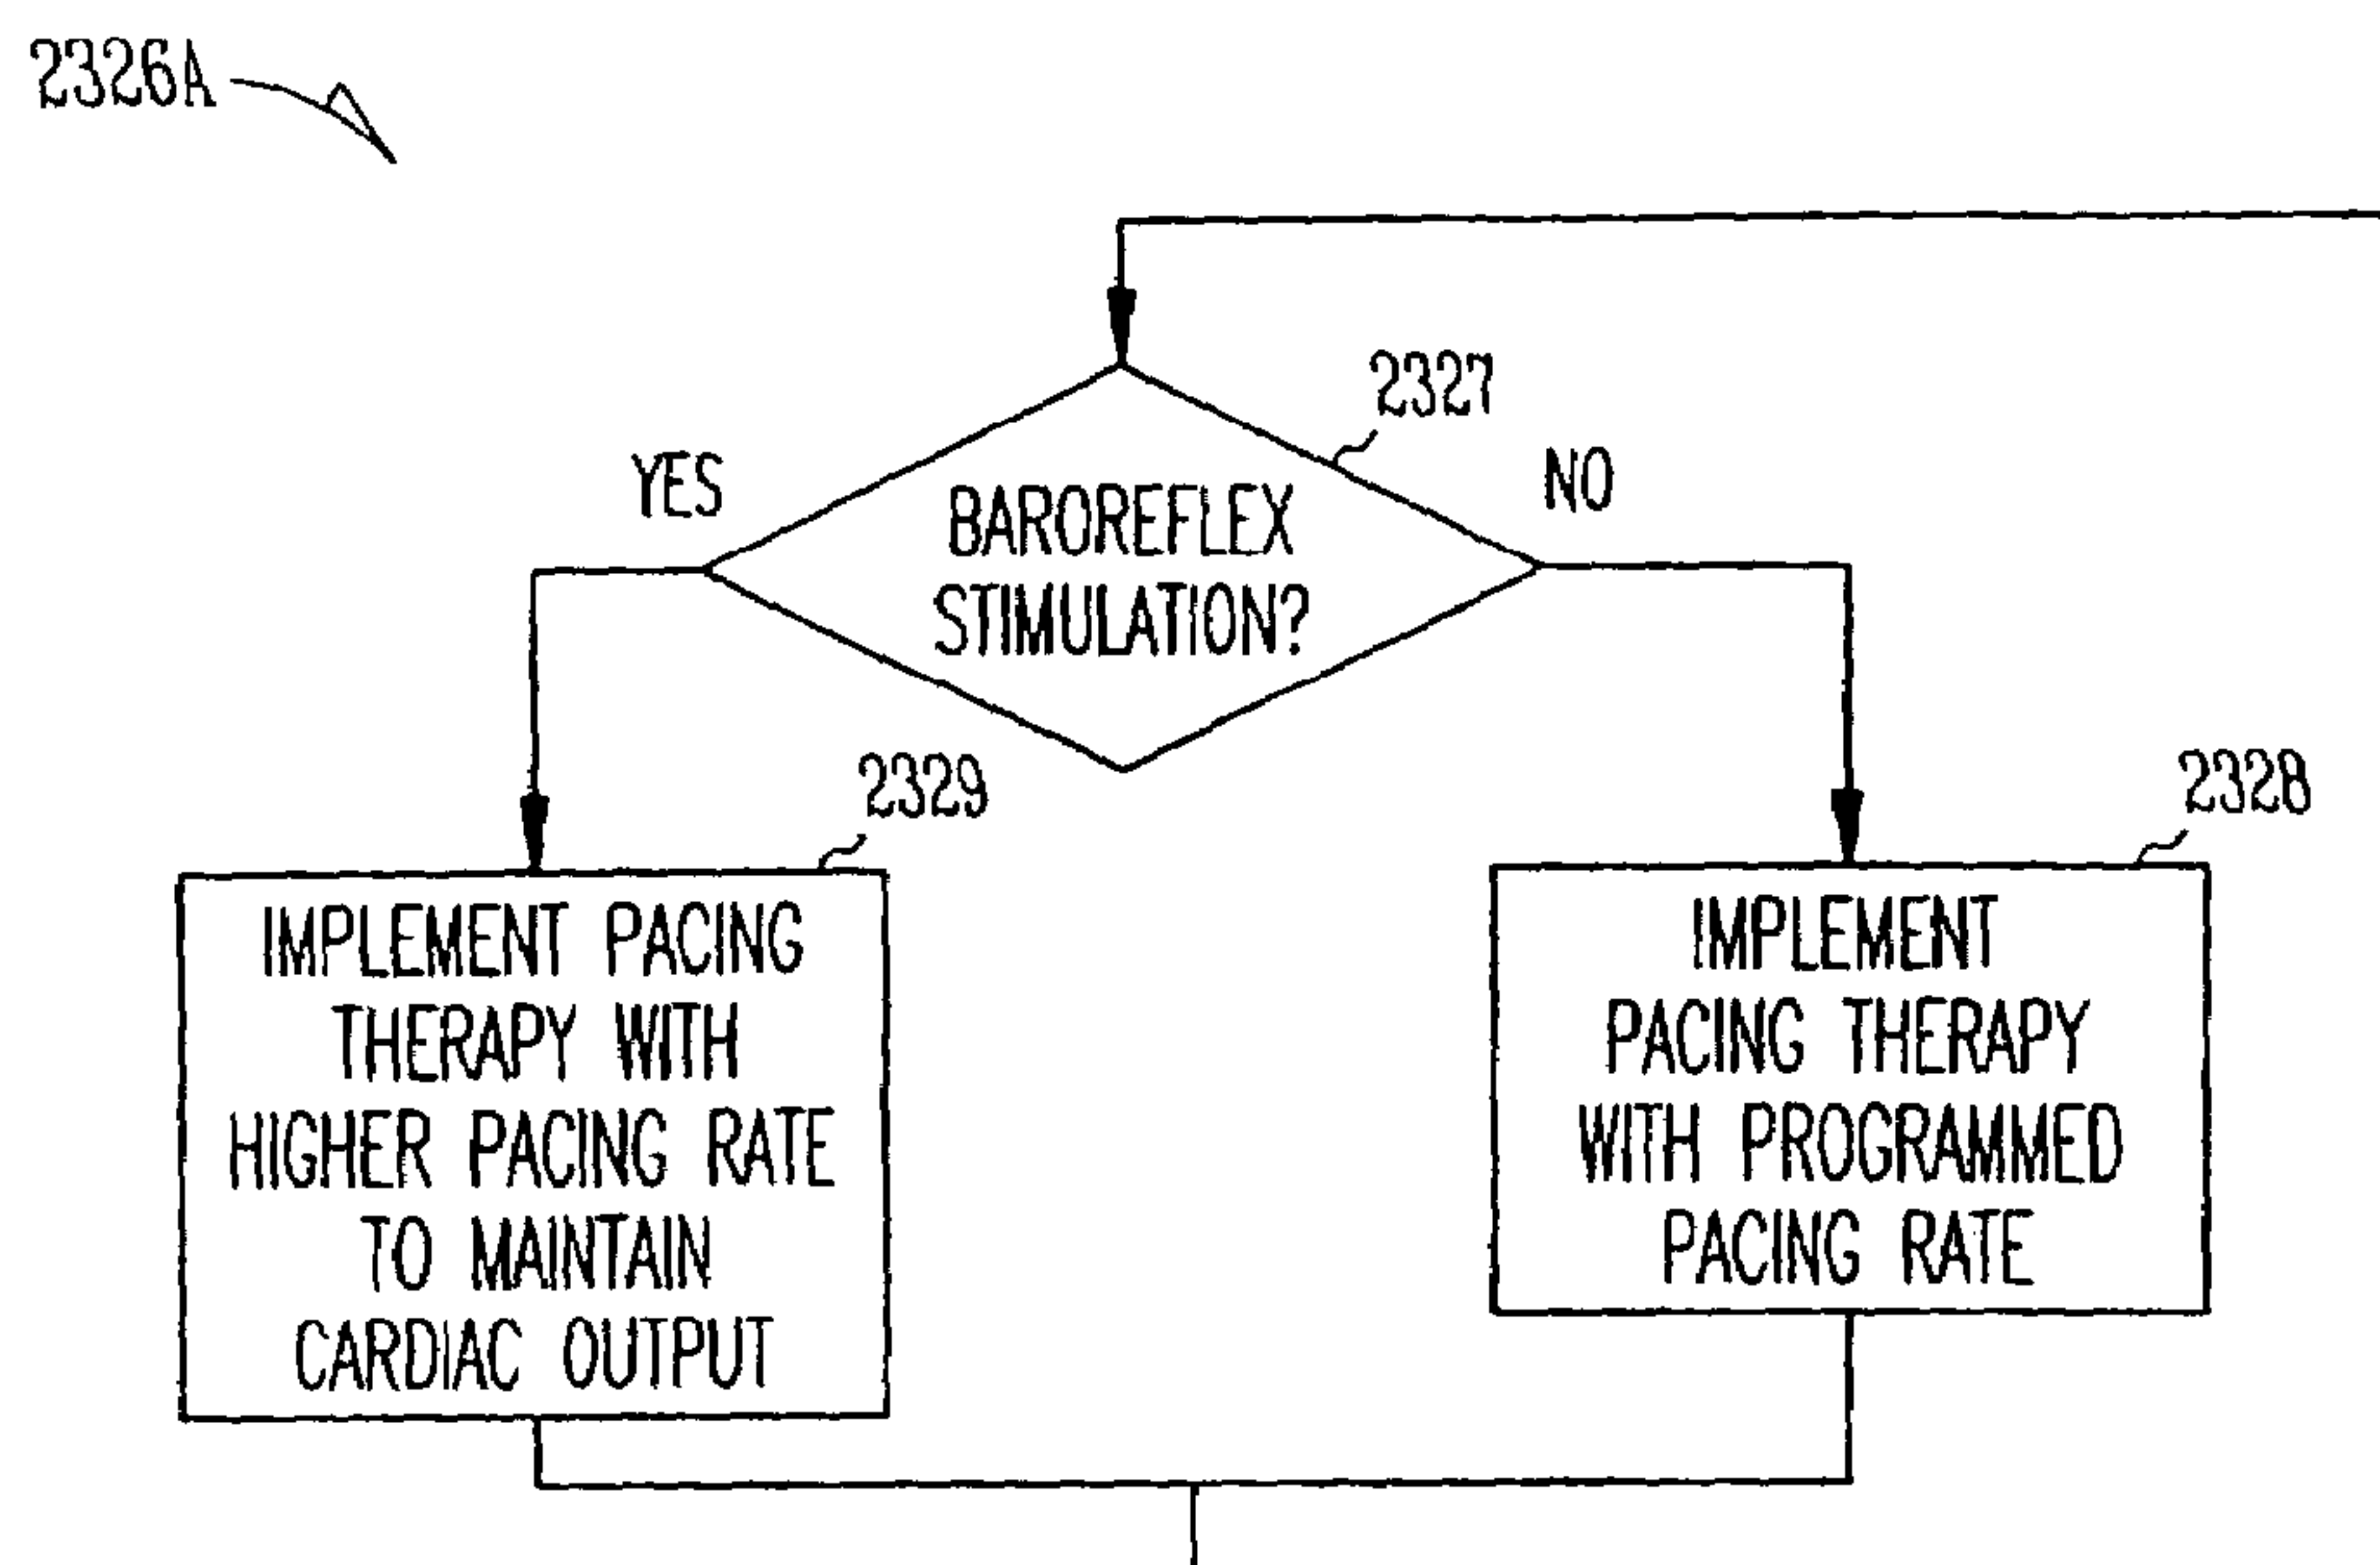 2326A
2327
YES
NO
BAROREFLEX
STIMULATION?
2329
IMPLEMENT PACING
THERAPY WITH
HIGHER PACING RATE
TO MAINTAIN
CARDIAC OUTPUT
2328
IMPLEMENT
PACING THERAPY
WITH PROGRAMMED
PACING RATE